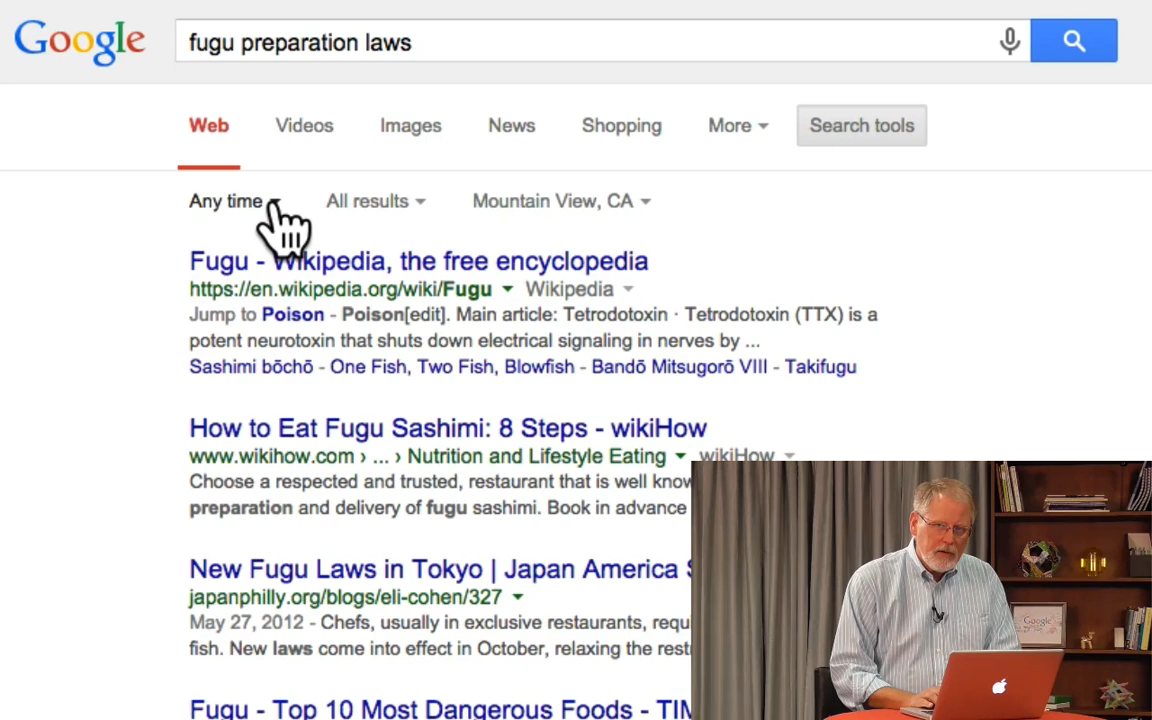 Google
fugu preparation laws
Web Videos Images News Shopping More Search tools
Any time All results Mountain View, CA
Fugu - Wikipedia, the free encyclopedia
https://en.wikipedia.org/wiki/Fugu Wikipedia
Jump to Poison - Poison[edit]. Main article: Tetrodotoxin · Tetrodotoxin (TTX) is a
potent neurotoxin that shuts down electrical signaling in nerves by ...
Sashimi bōchō - One Fish, Two Fish, Blowfish - Bandō Mitsugorō VIII - Takifugu
How to Eat Fugu Sashimi: 8 Steps - wikiHow
www.wikihow.com › ... › Nutrition and Lifestyle Eating wikiHow
Choose a respected and trusted, restaurant that is well know
preparation and delivery of fugu sashimi. Book in advance
New Fugu Laws in Tokyo | Japan America
japanphilly.org/blogs/eli-cohen/327
May 27, 2012 - Chefs, usually in exclusive restaurants, requ
fish. New laws come into effect in October, relaxing the rest
Fugu - Top 10 Most Dangerous Foods - TIM
Google